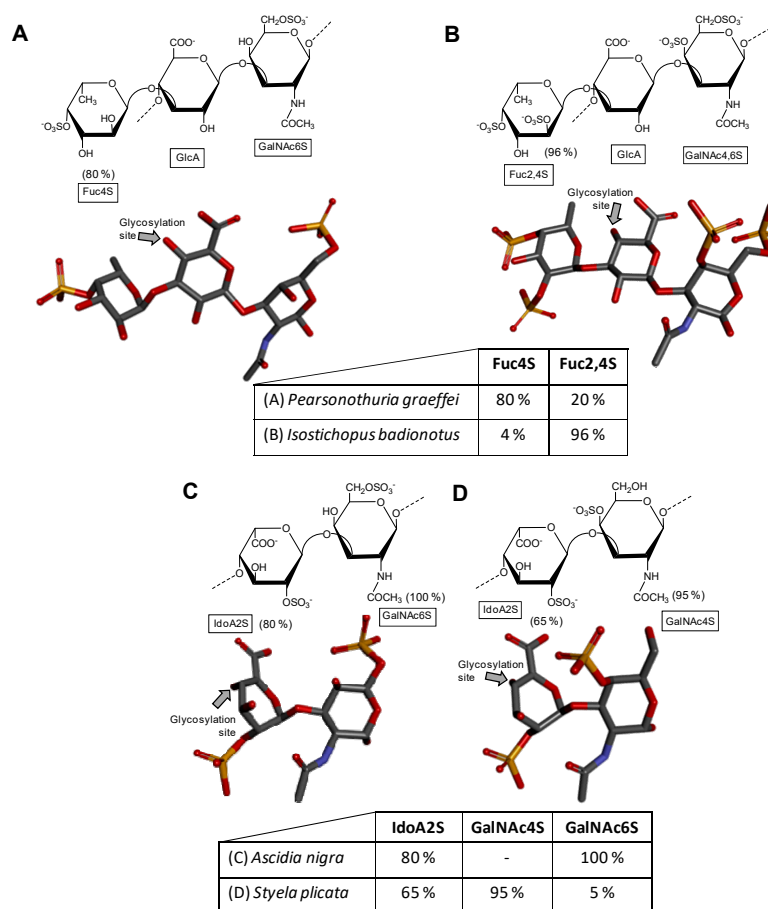 A
CH₂OSO₃⁻
COO⁻
HO
O
O
O
O
O
O
CH₃
⁻O₃SO
HO
OH
OH
NH
COCH₃
(80 %)
Fuc4S
GlcA
GalNAc6S
Glycosylation
site
B
CH₂OSO₃⁻
COO⁻
⁻O₃SO
O
O
O
O
O
O
CH₃
⁻O₃SO
⁻O₃SO
OH
OH
NH
COCH₃
(96 %)
Fuc2,4S
GlcA
GalNAc4,6S
Glycosylation
site
Fuc4S Fuc2,4S
(A) Pearsonothuria graeffei 80 % 20 %
(B) Isostichopus badionotus 4 % 96 %
C
CH₂OSO₃⁻
HO
O
O
O
O
O
COO⁻
OH
OSO₃⁻
NH
COCH₃ (100 %)
IdoA2S (80 %)
GalNAc6S
Glycosylation
site
D
CH₂OH
⁻O₃SO
O
O
O
O
O
COO⁻
OH
OSO₃⁻
NH
COCH₃ (95 %)
IdoA2S
(65 %)
GalNAc4S
Glycosylation
site
IdoA2S GalNAc4S GalNAc6S
(C) Ascidia nigra 80 % - 100 %
(D) Styela plicata 65 % 95 % 5 %